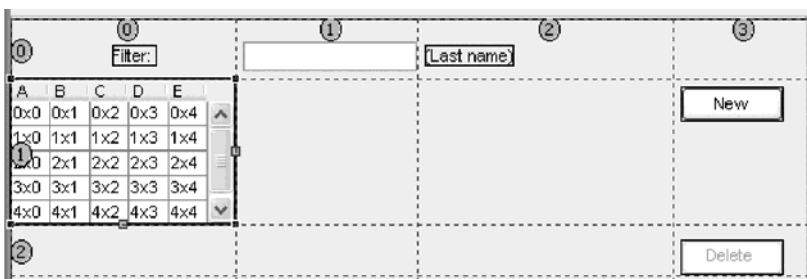 0 1 2 3
0 Filter: (Last name)
A B C D E
0x0 0x1 0x2 0x3 0x4 New
1x0 1x1 1x2 1x3 1x4
1 2x1 2x2 2x3 2x4
3x0 3x1 3x2 3x3 3x4
4x0 4x1 4x2 4x3 4x4
2 Delete